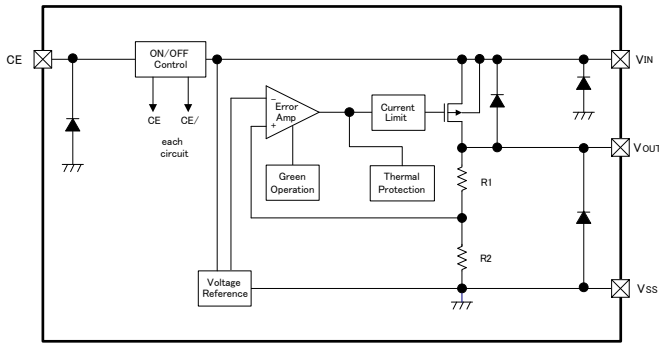 CE
ON/OFF
Control
VIN
CE
CE/
each
circuit
−
Error
Amp
+
Current
Limit
Green
Operation
Thermal
Protection
VOUT
R1
R2
Voltage
Reference
VSS